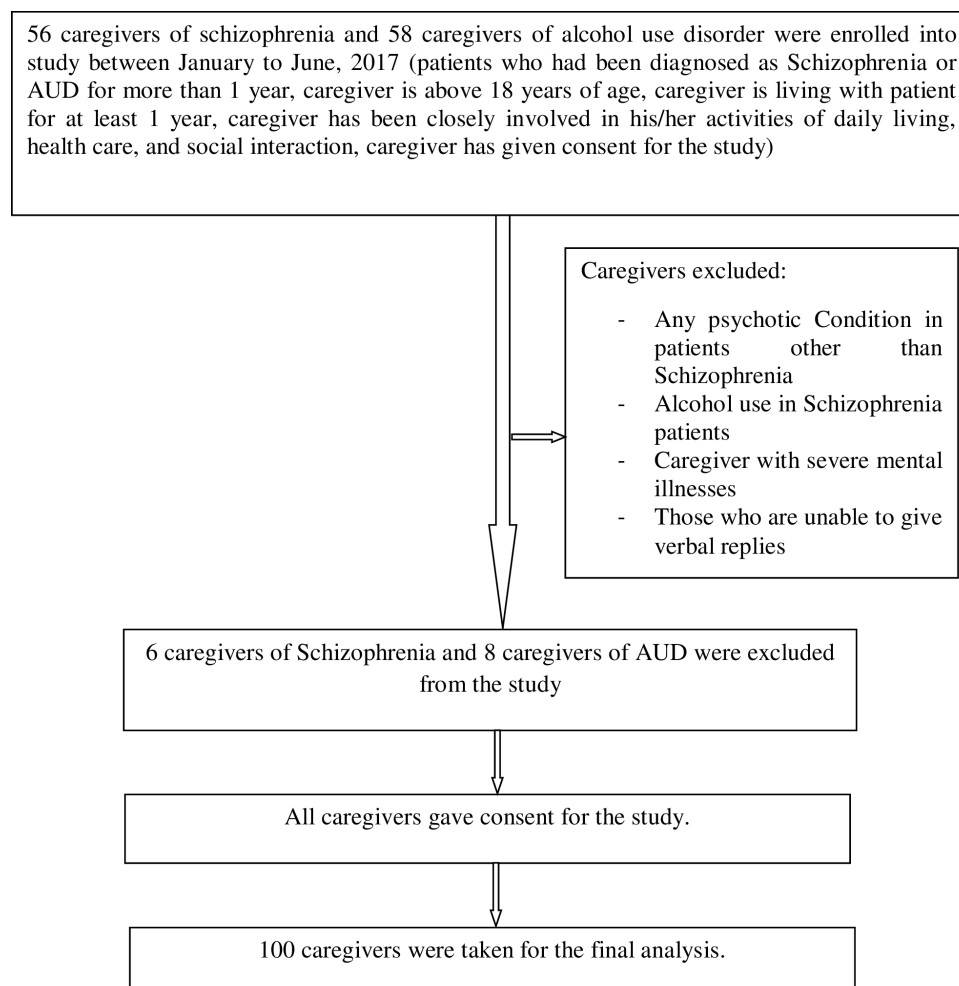 56 caregivers of schizophrenia and 58 caregivers of alcohol use disorder were enrolled into
study between January to June, 2017 (patients who had been diagnosed as Schizophrenia or
AUD for more than 1 year, caregiver is above 18 years of age, caregiver is living with patient
for at least 1 year, caregiver has been closely involved in his/her activities of daily living,
health care, and social interaction, caregiver has given consent for the study)
Caregivers excluded:
- Any psychotic Condition in
patients other than
Schizophrenia
- Alcohol use in Schizophrenia
patients
- Caregiver with severe mental
illnesses
- Those who are unable to give
verbal replies
6 caregivers of Schizophrenia and 8 caregivers of AUD were excluded
from the study
All caregivers gave consent for the study.
100 caregivers were taken for the final analysis.